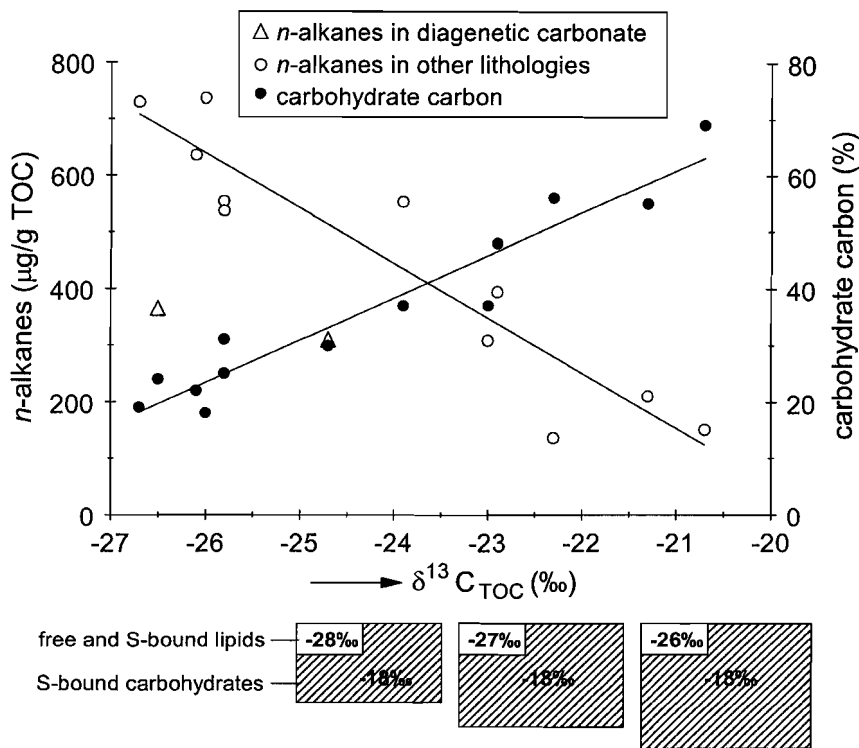 △ n-alkanes in diagenetic carbonate
○ n-alkanes in other lithologies
● carbohydrate carbon
n-alkanes (μg/g TOC)
800
600
400
200
0
80
60
40
20
0
carbohydrate carbon (%)
-27 -26 -25 -24 -23 -22 -21 -20
δ13 CTOC (‰)
free and S-bound lipids -28‰ -27‰ -26‰
S-bound carbohydrates -18‰ -18‰ -18‰